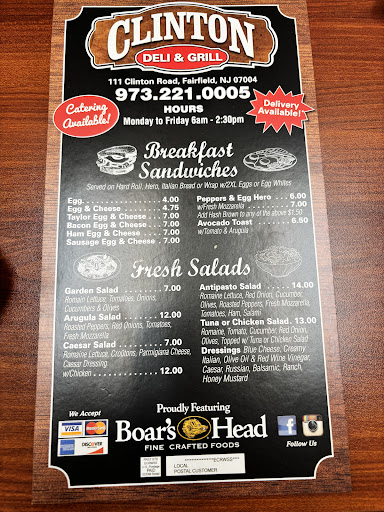 CLINTON
DELI & GRILL
111 Clinton Road, Fairfield, NJ 07004
973.221.0005
HOURS
Monday to Friday 6am - 2:30pm
Catering
Available!
Delivery
Available!
Breakfast
Sandwiches
Served on Hard Roll, Hero, Italian Bread or Wrap w/2XL Eggs or Egg Whites
Egg 4.00
Egg & Cheese 4.75
Taylor Egg & Cheese 7.00
Bacon Egg & Cheese 7.00
Ham Egg & Cheese 7.00
Sausage Egg & Cheese 7.00
Peppers & Egg Hero 6.00
w/Fresh Mozzarella 7.00
Add Hash Brown to any of the above $1.50
Avocado Toast 6.50
w/Tomato & Arugula
Fresh Salads
Garden Salad 7.00
Romaine Lettuce, Tomatoes, Onions,
Cucumbers & Olives
Arugula Salad 12.00
Roasted Peppers, Red Onions, Tomatoes,
Fresh Mozzarella
Caesar Salad 7.00
Romaine Lettuce, Croutons, Parmigiana Cheese,
Caesar Dressing
w/Chicken 12.00
Antipasto Salad 14.00
Romaine Lettuce, Red Onion, Cucumber,
Olives, Roasted Peppers, Fresh Mozzarella,
Tomatoes, Ham, Salami
Tuna or Chicken Salad. 13.00
Romaine, Tomato, Cucumber, Red Onion,
Olives, Topped w/ Tuna or Chicken Salad
Dressings Blue Cheese, Creamy
Italian, Olive Oil & Red Wine Vinegar,
Caesar, Russian, Balsamic, Ranch,
Honey Mustard
We Accept
VISA
MasterCard
DISCOVER
Proudly Featuring
Boar's Head
FINE CRAFTED FOODS
f
Follow Us
ECRWSS
LOCAL
POSTAL CUSTOMER